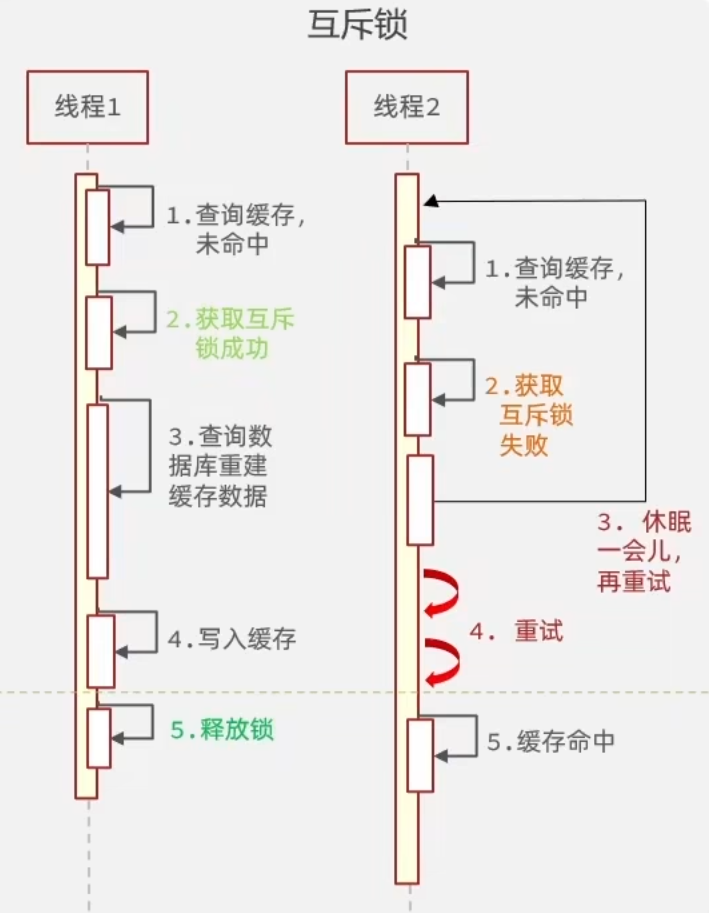 互斥锁
线程1
线程2
1.查询缓存，
未命中
2.获取互斥
锁成功
3.查询数
据库重建
缓存数据
4.写入缓存
5.释放锁
1.查询缓存，
未命中
2.获取
互斥锁
失败
3. 休眠
一会儿，
再重试
4. 重试
5.缓存命中